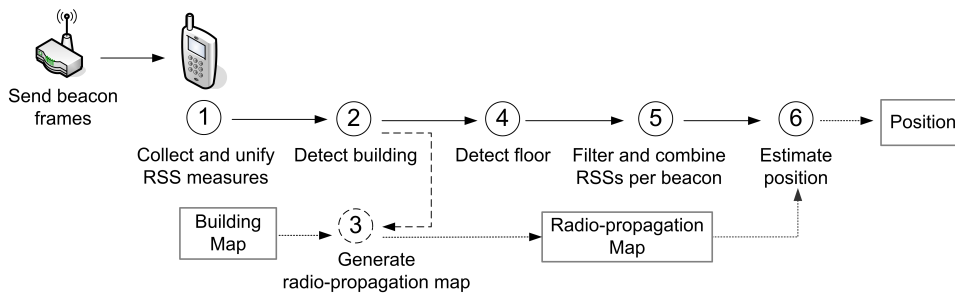 Send beacon
frames
1
Collect and unify
RSS measures
2
Detect building
4
Detect floor
5
Filter and combine
RSSs per beacon
6
Estimate
position
Position
Building
Map
3
Generate
radio-propagation map
Radio-propagation
Map